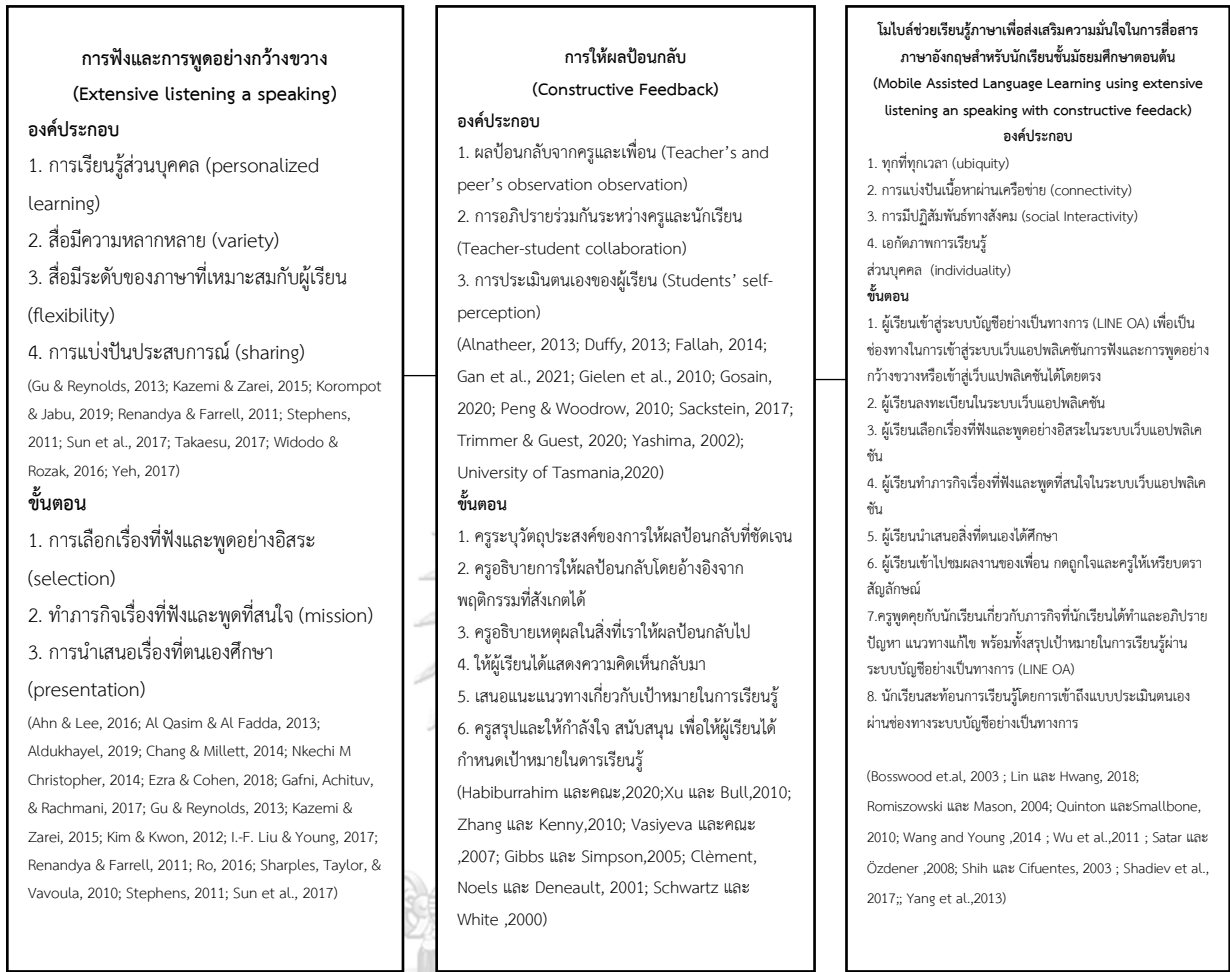 การฟังและการพูดอย่างกว้างขวาง
(Extensive listening a speaking)
องค์ประกอบ
1. การเรียนรู้ส่วนบุคคล (personalized
learning)
2. สื่อมีความหลากหลาย (variety)
3. สื่อมีระดับของภาษาที่เหมาะสมกับผู้เรียน
(flexibility)
4. การแบ่งปันประสบการณ์ (sharing)
(Gu & Reynolds, 2013; Kazemi & Zarei, 2015; Korompot
& Jabu, 2019; Renandya & Farrell, 2011; Stephens,
2011; Sun et al., 2017; Takaesu, 2017; Widodo &
Rozak, 2016; Yeh, 2017)
ขั้นตอน
1. การเลือกเรื่องที่ฟังและพูดอย่างอิสระ
(selection)
2. ทำภารกิจเรื่องที่ฟังและพูดที่สนใจ (mission)
3. การนำเสนอเรื่องที่ตนเองศึกษา
(presentation)
(Ahn & Lee, 2016; Al Qasim & Al Fadda, 2013;
Aldukhayel, 2019; Chang & Millett, 2014; Nkechi M
Christopher, 2014; Ezra & Cohen, 2018; Gafni, Achituv,
& Rachmani, 2017; Gu & Reynolds, 2013; Kazemi &
Zarei, 2015; Kim & Kwon, 2012; I.-F. Liu & Young, 2017;
Renandya & Farrell, 2011; Ro, 2016; Sharples, Taylor, &
Vavoula, 2010; Stephens, 2011; Sun et al., 2017)
การให้ผลป้อนกลับ
(Constructive Feedback)
องค์ประกอบ
1. ผลป้อนกลับจากครูและเพื่อน (Teacher's and
peer's observation observation)
2. การอภิปรายร่วมกันระหว่างครูและนักเรียน
(Teacher-student collaboration)
3. การประเมินตนเองของผู้เรียน (Students' self-
perception)
(Alnatheer, 2013; Duffy, 2013; Fallah, 2014;
Gan et al., 2021; Gielen et al., 2010; Gosain,
2020; Peng & Woodrow, 2010; Sackstein, 2017;
Trimmer & Guest, 2020; Yashima, 2002);
University of Tasmania,2020)
ขั้นตอน
1. ครูระบุวัตถุประสงค์ของการให้ผลป้อนกลับที่ชัดเจน
2. ครูอธิบายการให้ผลป้อนกลับโดยอ้างอิงจาก
พฤติกรรมที่สังเกตได้
3. ครูอธิบายเหตุผลในสิ่งที่เราให้ผลป้อนกลับไป
4. ให้ผู้เรียนได้แสดงความคิดเห็นกลับมา
5. เสนอแนะแนวทางเกี่ยวกับเป้าหมายในการเรียนรู้
6. ครูสรุปและให้กำลังใจ สนับสนุน เพื่อให้ผู้เรียนได้
กำหนดเป้าหมายในดารเรียนรู้
(Habiburrahim และคณะ,2020;Xu และ Bull,2010;
Zhang และ Kenny,2010; Vasiyeva และคณะ
,2007; Gibbs และ Simpson,2005; Clèment,
Noels และ Deneault, 2001; Schwartz และ
White ,2000)
โมไบล์ช่วยเรียนรู้ภาษาเพื่อส่งเสริมความมั่นใจในการสื่อสาร
ภาษาอังกฤษสำหรับนักเรียนชั้นมัธยมศึกษาตอนต้น
(Mobile Assisted Language Learning using extensive
listening an speaking with constructive feedack)
องค์ประกอบ
1. ทุกที่ทุกเวลา (ubiquity)
2. การแบ่งปันเนื้อหาผ่านเครือข่าย (connectivity)
3. การมีปฏิสัมพันธ์ทางสังคม (social Interactivity)
4. เอกัตภาพการเรียนรู้
ส่วนบุคคล (individuality)
ขั้นตอน
1. ผู้เรียนเข้าสู่ระบบบัญชีอย่างเป็นทางการ (LINE OA) เพื่อเป็น
ช่องทางในการเข้าสู่ระบบเว็บแอปพลิเคชันการฟังและการพูดอย่าง
กว้างขวางหรือเข้าสู่เว็บแปพลิเคชันได้โดยตรง
2. ผู้เรียนลงทะเบียนในระบบเว็บแอปพลิเคชัน
3. ผู้เรียนเลือกเรื่องที่ฟังและพูดอย่างอิสระในระบบเว็บแอปพลิเค
ชัน
4. ผู้เรียนทำภารกิจเรื่องที่ฟังและพูดที่สนใจในระบบเว็บแอปพลิเค
ชัน
5. ผู้เรียนนำเสนอสิ่งที่ตนเองได้ศึกษา
6. ผู้เรียนเข้าไปชมผลงานของเพื่อน กดถูกใจและครูให้เหรียบตรา
สัญลักษณ์
7.ครูพูดคุยกับนักเรียนเกี่ยวกับภารกิจที่นักเรียนได้ทำและอภิปราย
ปัญหา แนวทางแก้ไข พร้อมทั้งสรุปเป้าหมายในการเรียนรู้ผ่าน
ระบบบัญชีอย่างเป็นทางการ (LINE OA)
8. นักเรียนสะท้อนการเรียนรู้โดยการเข้าถึงแบบประเมินตนเอง
ผ่านช่องทางระบบบัญชีอย่างเป็นทางการ
(Bosswood et.al, 2003 ; Lin และ Hwang, 2018;
Romiszowski และ Mason, 2004; Quinton และSmallbone,
2010; Wang and Young ,2014 ; Wu et al.,2011 ; Satar และ
Özdener ,2008; Shih และ Cifuentes, 2003 ; Shadiev et al.,
2017;; Yang et al.,2013)